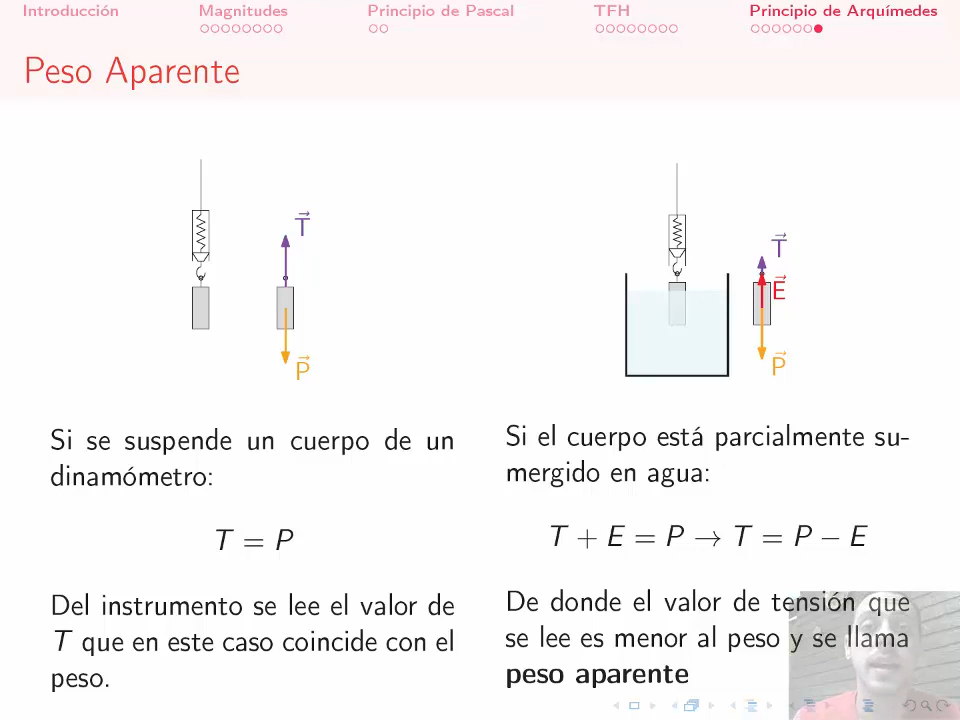 Introducción Magnitudes Principio de Pascal TFH Principio de Arquímedes
Peso Aparente
T
P
T
E
P
Si se suspende un cuerpo de un
dinamómetro:
T = P
Del instrumento se lee el valor de
T que en este caso coincide con el
peso.
Si el cuerpo está parcialmente su-
mergido en agua:
T + E = P → T = P − E
De donde el valor de tensión que
se lee es menor al peso y se llama
peso aparente